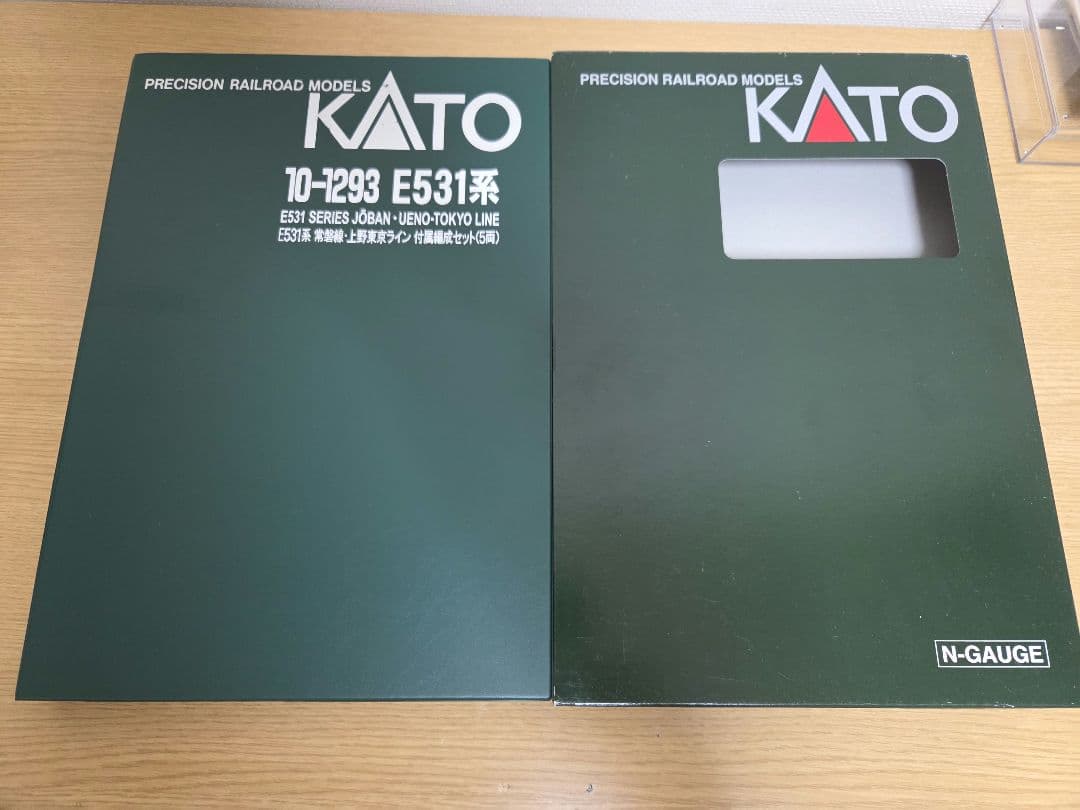 PRECISION RAILROAD MODELS
KATO
10-1293 E531系
E531 SERIES JŌBAN・UENO-TOKYO LINE
E531系 常磐線・上野東京ライン 付属編成セット(5両)
PRECISION RAILROAD MODELS
KATO
N-GAUGE